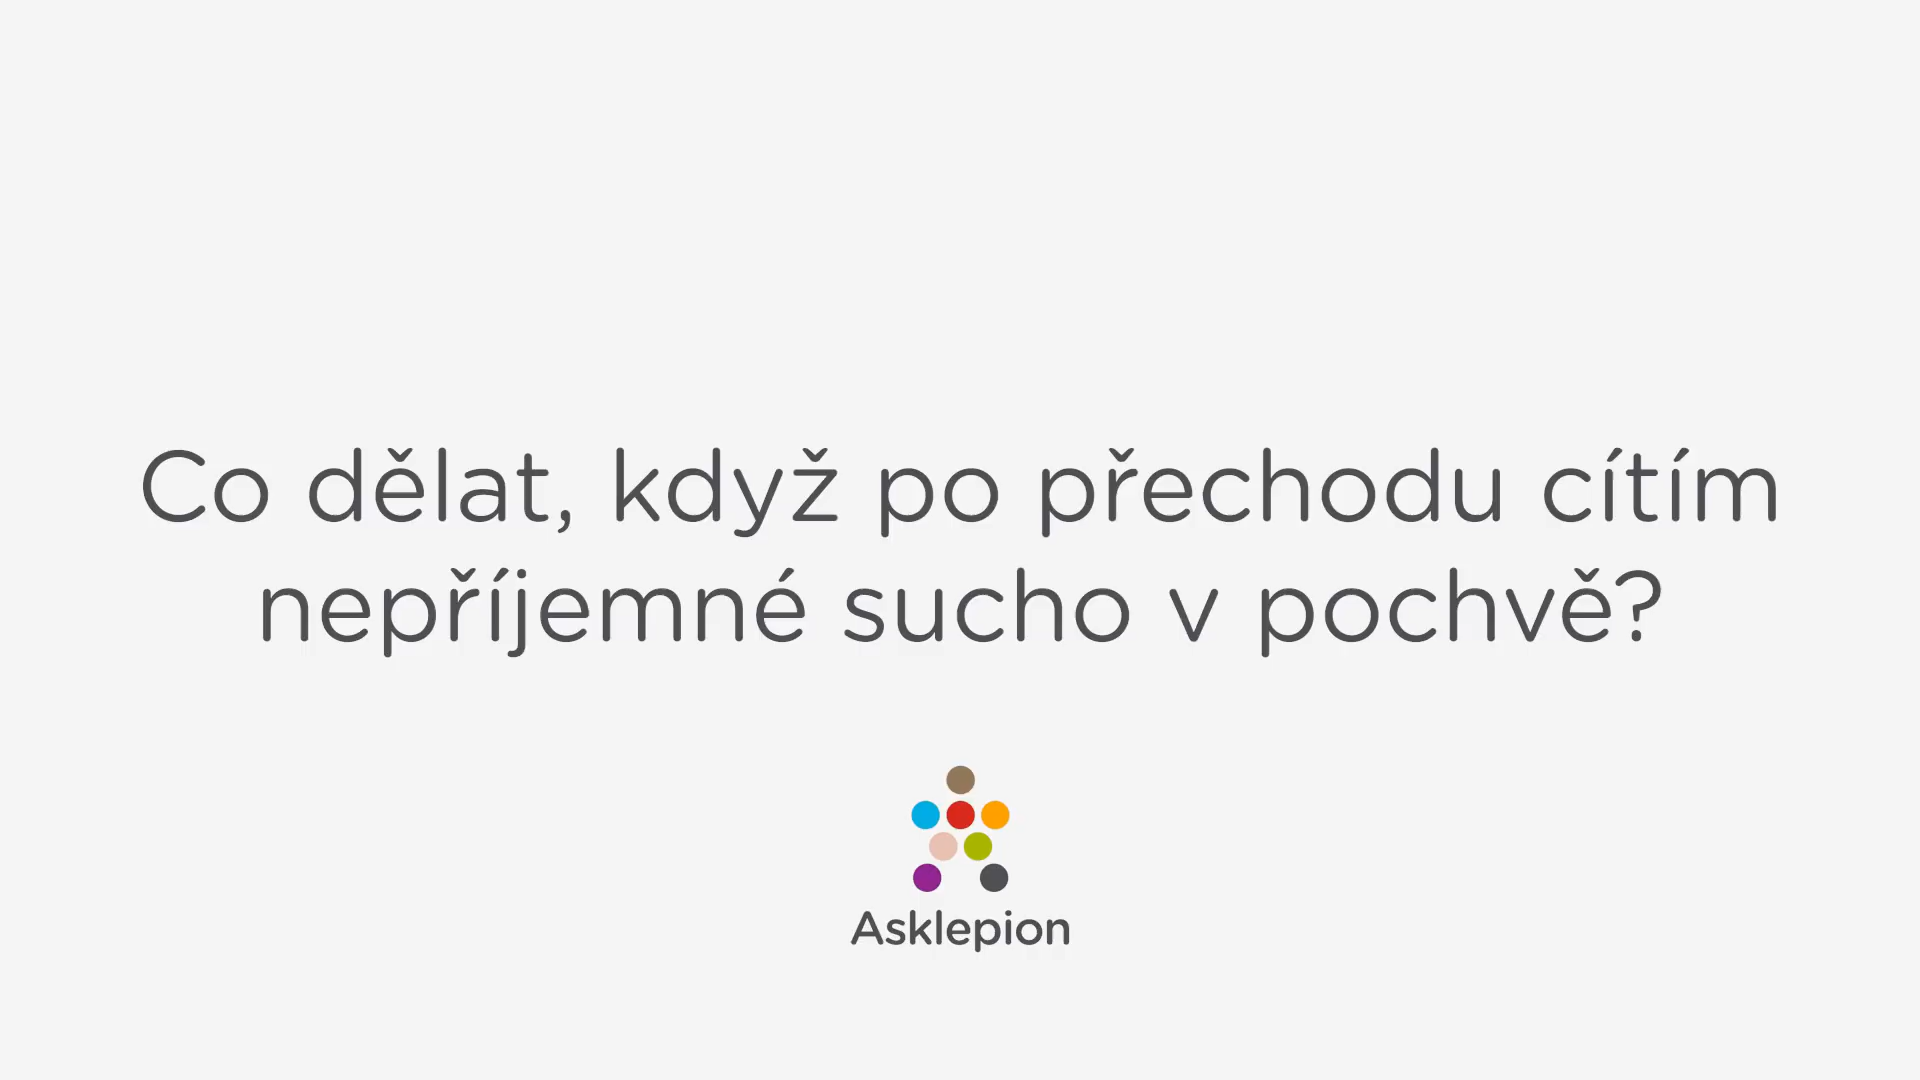 Co dělat, když po přechodu cítím
nepříjemné sucho v pochvě?
Asklepion